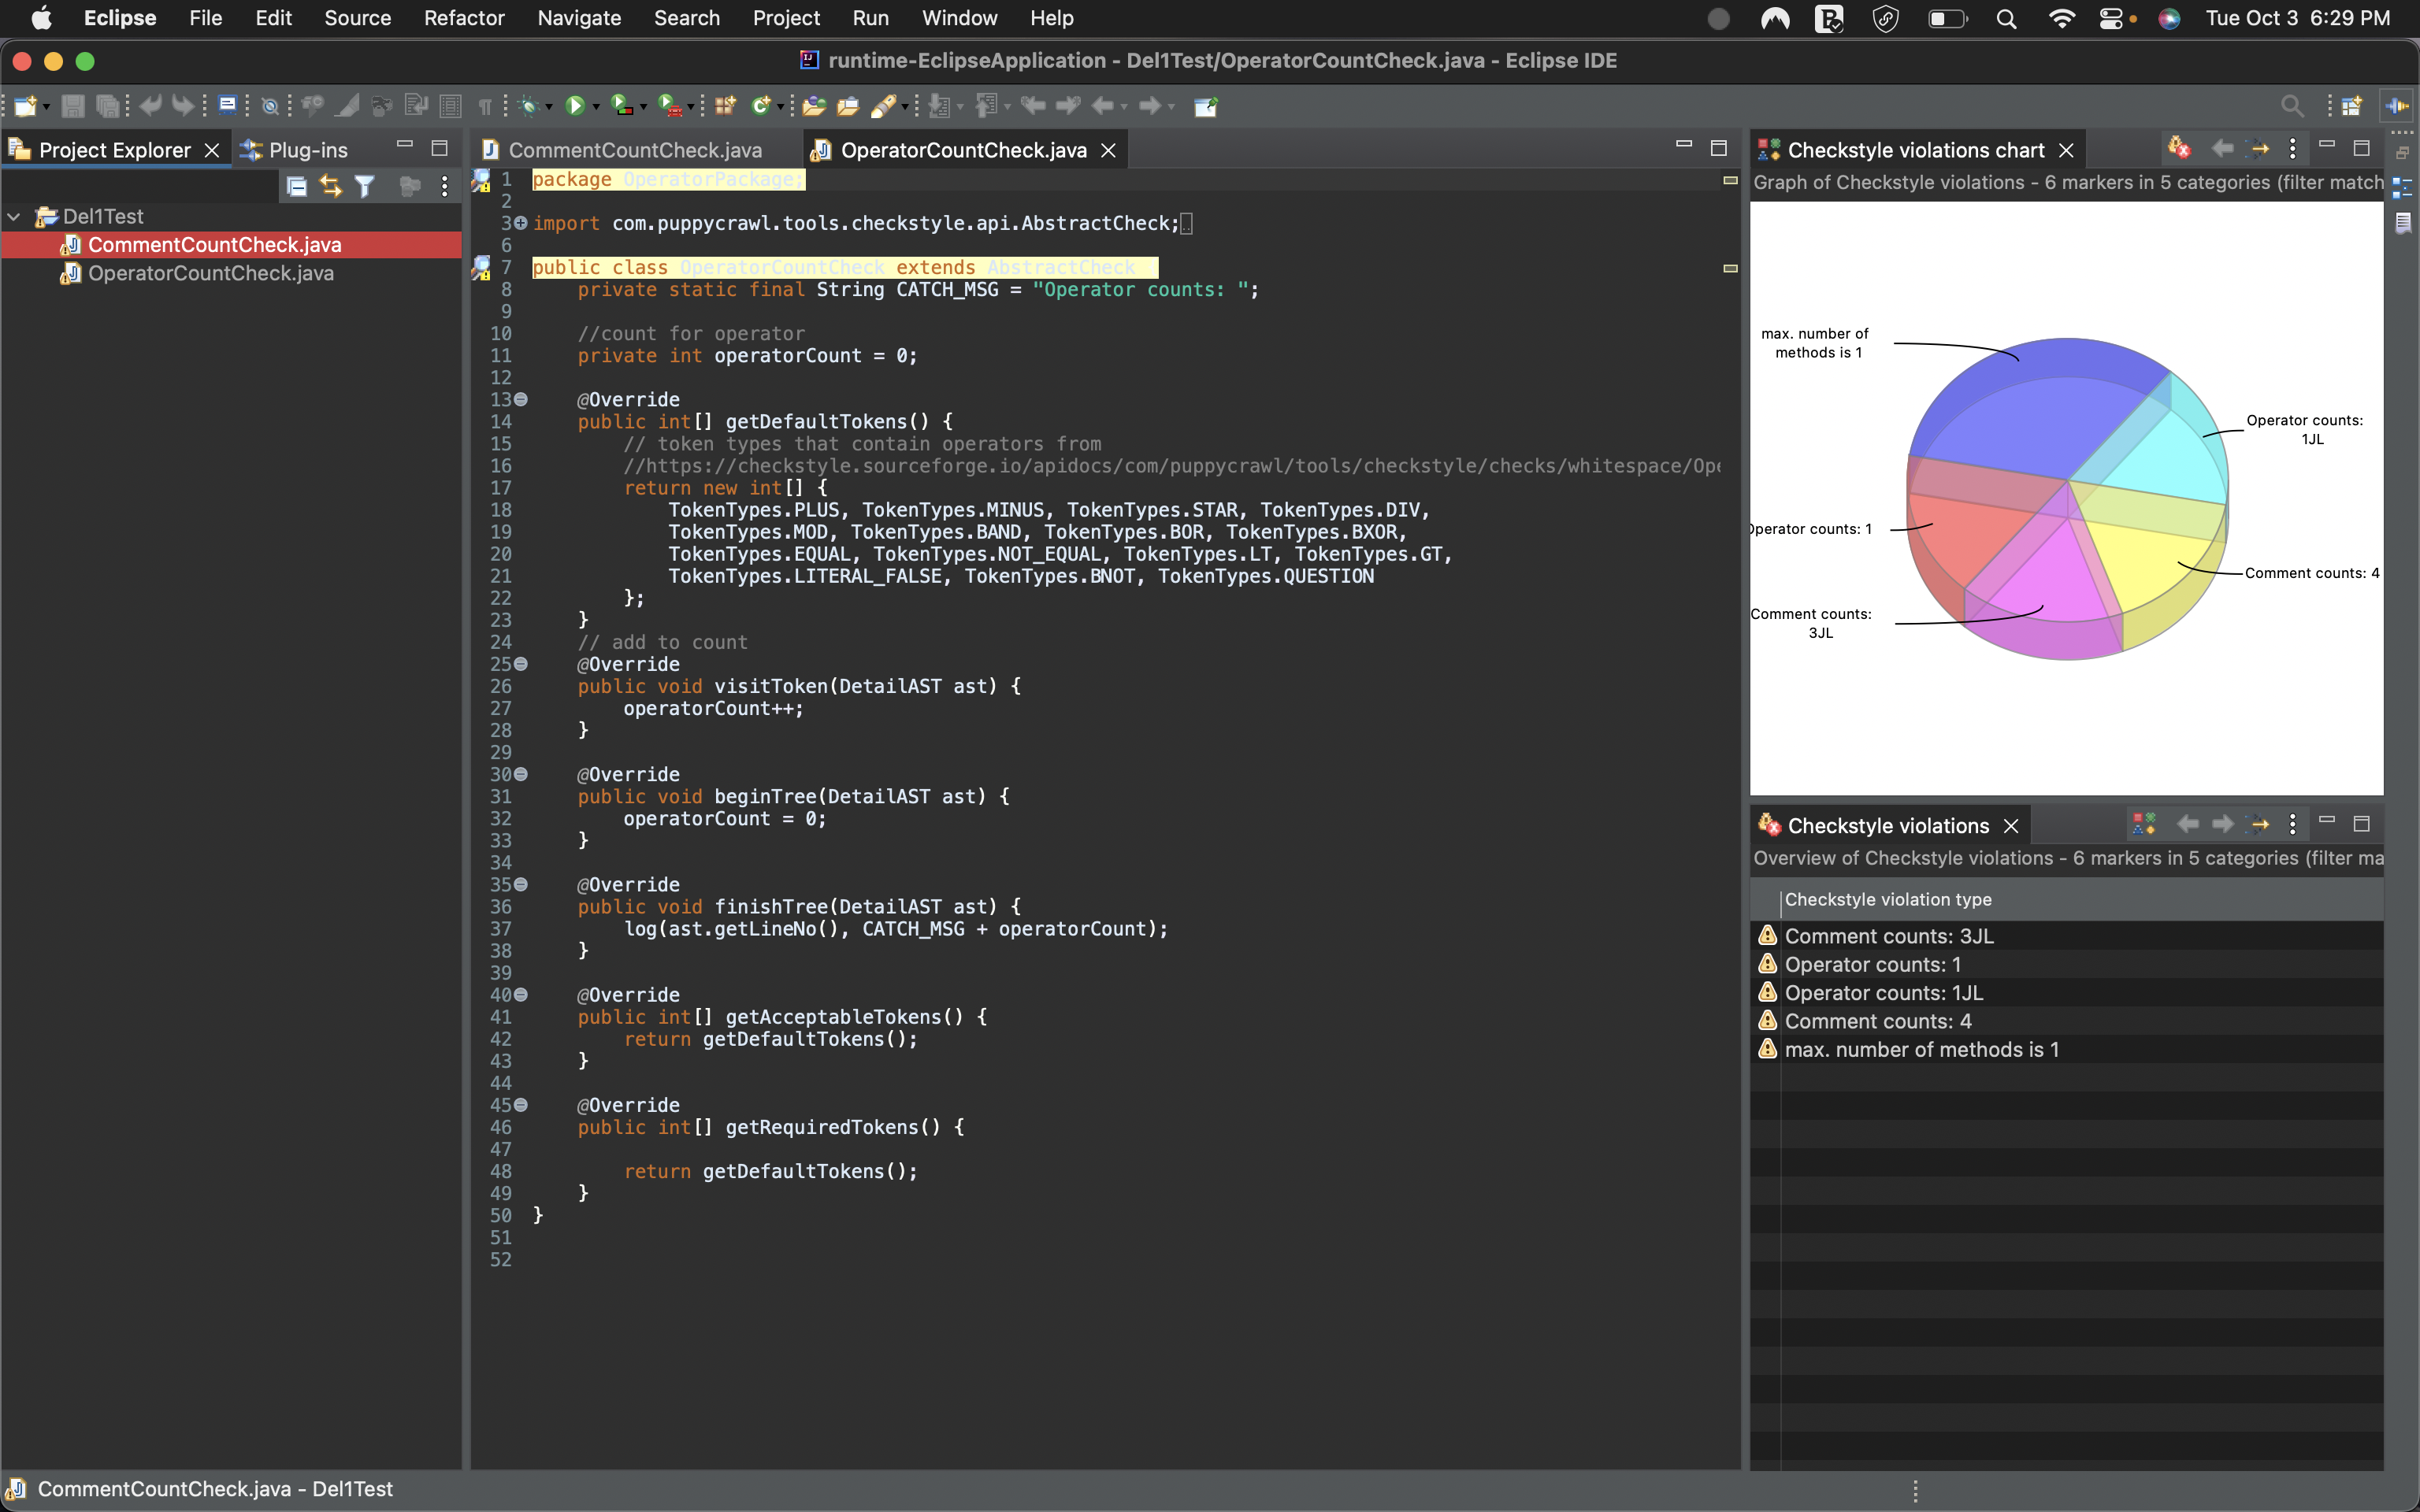 Eclipse File Edit Source Refactor Navigate Search Project Run Window Help Tue Oct 3 6:29 PM
runtime-EclipseApplication - Del1Test/OperatorCountCheck.java - Eclipse IDE
Project Explorer Plug-ins
Del1Test
CommentCountCheck.java
OperatorCountCheck.java
CommentCountCheck.java OperatorCountCheck.java
1 package OperatorPackage;
2
3 import com.puppycrawl.tools.checkstyle.api.AbstractCheck;
6
7 public class OperatorCountCheck extends AbstractCheck
8 private static final String CATCH_MSG = "Operator counts: ";
9
10 //count for operator
11 private int operatorCount = 0;
12
13 @Override
14 public int[] getDefaultTokens() {
15 // token types that contain operators from
16 //https://checkstyle.sourceforge.io/apidocs/com/puppycrawl/tools/checkstyle/checks/whitespace/Ope
17 return new int[] {
18 TokenTypes.PLUS, TokenTypes.MINUS, TokenTypes.STAR, TokenTypes.DIV,
19 TokenTypes.MOD, TokenTypes.BAND, TokenTypes.BOR, TokenTypes.BXOR,
20 TokenTypes.EQUAL, TokenTypes.NOT_EQUAL, TokenTypes.LT, TokenTypes.GT,
21 TokenTypes.LITERAL_FALSE, TokenTypes.BNOT, TokenTypes.QUESTION
22 };
23 }
24 // add to count
25 @Override
26 public void visitToken(DetailAST ast) {
27 operatorCount++;
28 }
29
30 @Override
31 public void beginTree(DetailAST ast) {
32 operatorCount = 0;
33 }
34
35 @Override
36 public void finishTree(DetailAST ast) {
37 log(ast.getLineNo(), CATCH_MSG + operatorCount);
38 }
39
40 @Override
41 public int[] getAcceptableTokens() {
42 return getDefaultTokens();
43 }
44
45 @Override
46 public int[] getRequiredTokens() {
47
48 return getDefaultTokens();
49 }
50 }
51
52
Checkstyle violations chart
Graph of Checkstyle violations - 6 markers in 5 categories (filter match
max. number of
methods is 1
Operator counts:
1JL
Operator counts: 1
Comment counts: 4
Comment counts:
3JL
Checkstyle violations
Overview of Checkstyle violations - 6 markers in 5 categories (filter ma
Checkstyle violation type
Comment counts: 3JL
Operator counts: 1
Operator counts: 1JL
Comment counts: 4
max. number of methods is 1
CommentCountCheck.java - Del1Test